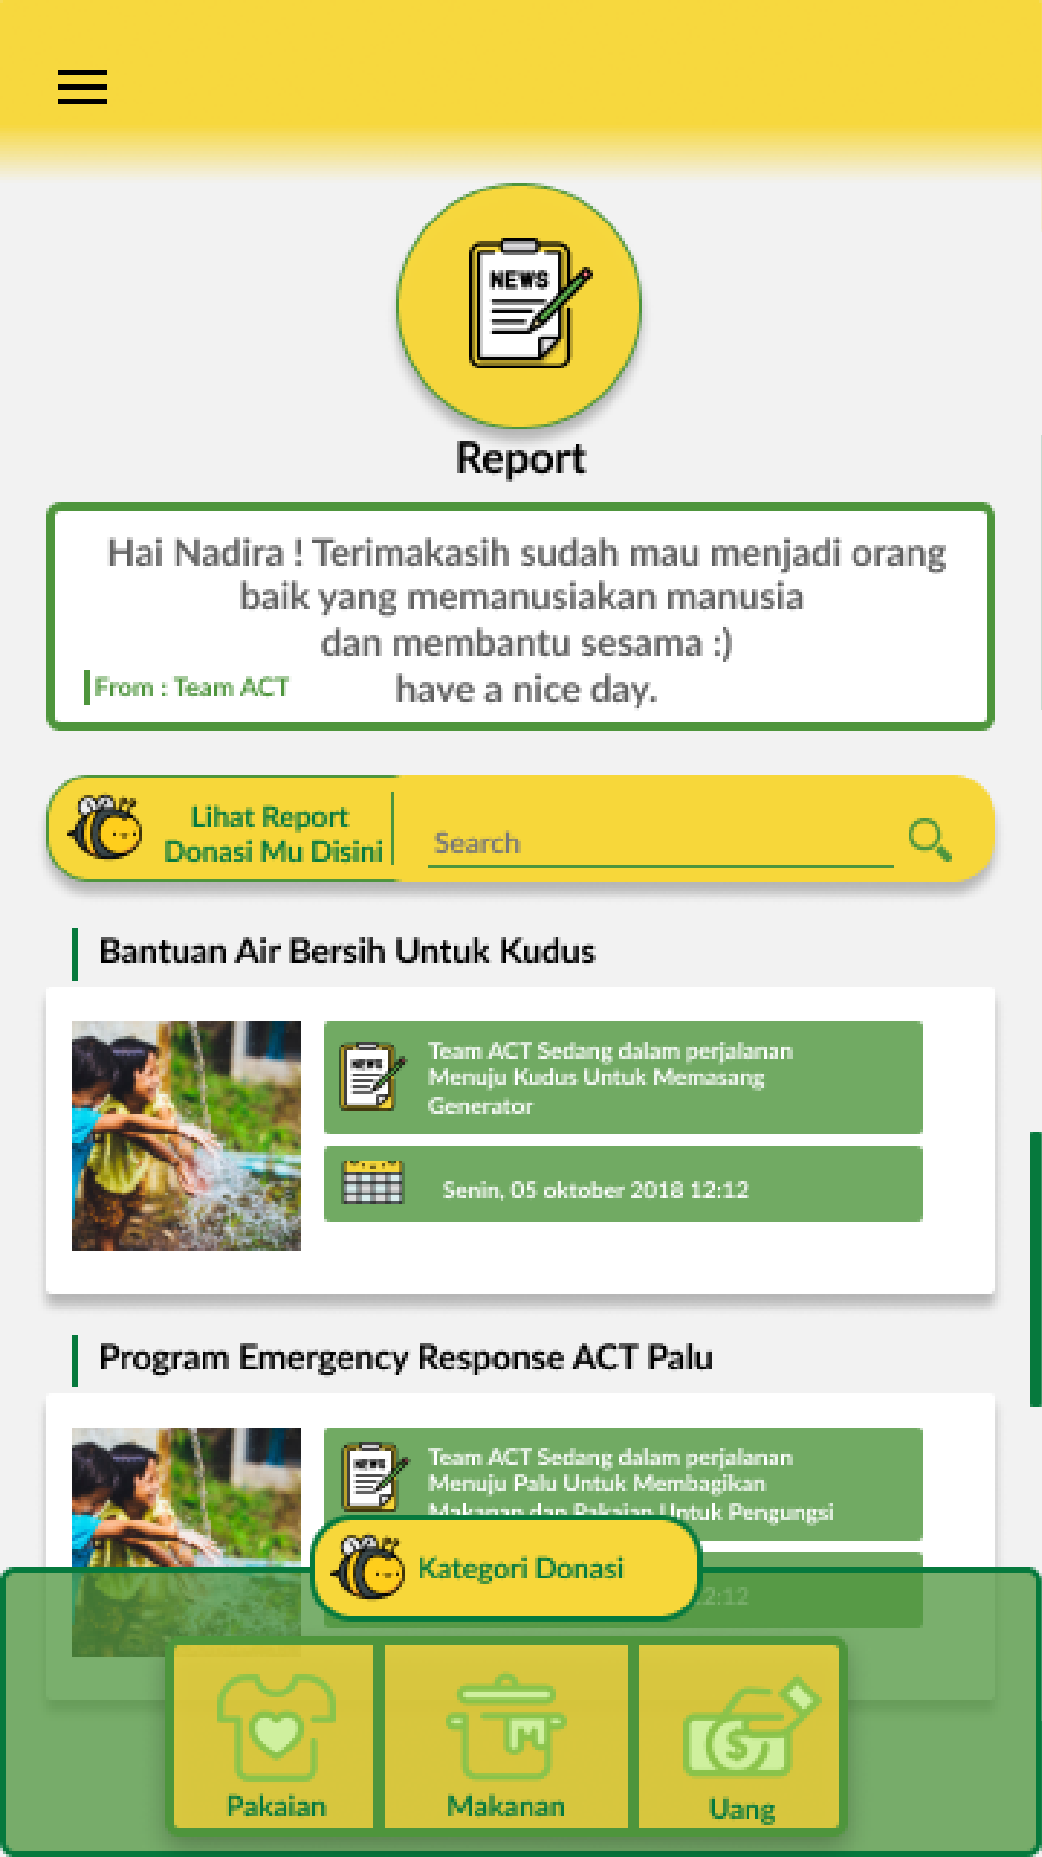 NEWS
Report
Hai Nadira ! Terimakasih sudah mau menjadi orang
baik yang memanusiakan manusia
dan membantu sesama :)
have a nice day.
From : Team ACT
Lihat Report
Donasi Mu Disini
Search
Bantuan Air Bersih Untuk Kudus
NEWS
Team ACT Sedang dalam perjalanan
Menuju Kudus Untuk Memasang
Generator
Senin, 05 oktober 2018 12:12
Program Emergency Response ACT Palu
NEWS
Team ACT Sedang dalam perjalanan
Menuju Palu Untuk Membagikan
Makanan dan Pakaian Untuk Pengungsi
Kategori Donasi
2:12
Pakaian
Makanan
Uang